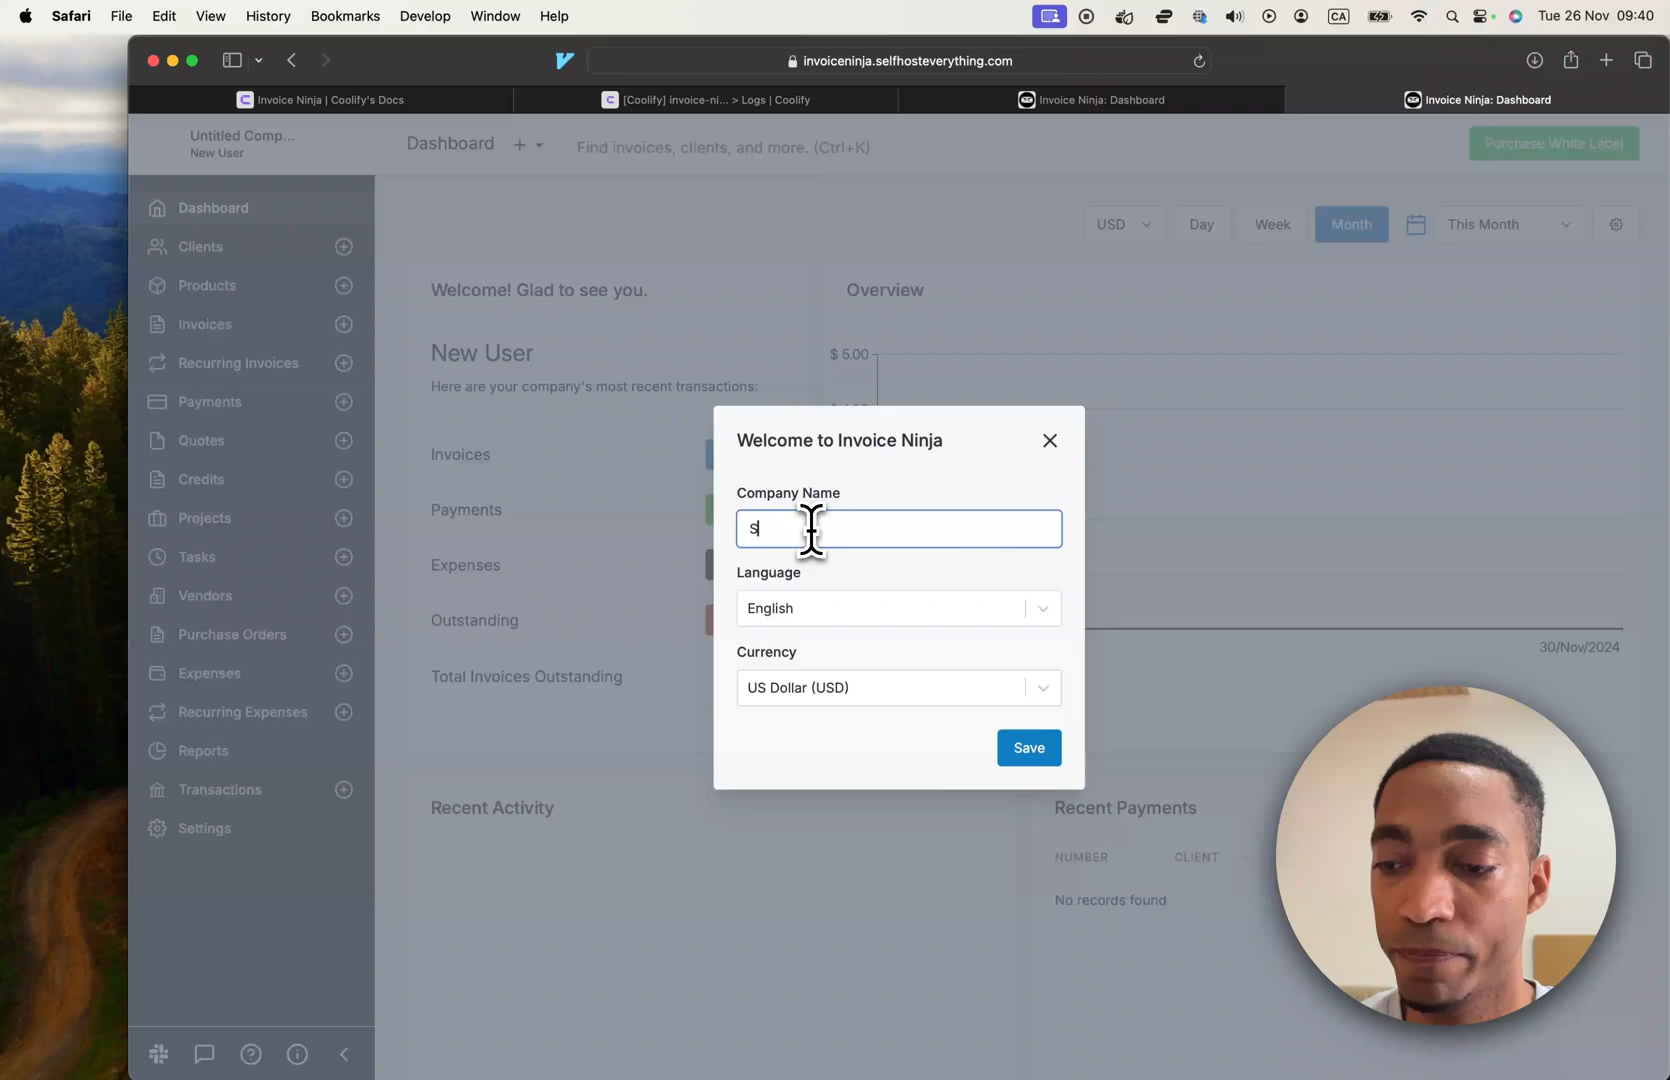 Safari File Edit View History Bookmarks Develop Window Help CA Tue 26 Nov 09:40
invoiceninja.selfhosteverything.com
Invoice Ninja | Coolify's Docs
[Coolify] invoice-ni... > Logs | Coolify
Invoice Ninja: Dashboard
Invoice Ninja: Dashboard
Untitled Comp...
New User
Dashboard
Find invoices, clients, and more. (Ctrl+K)
Purchase White Label
Dashboard
Clients
Products
Invoices
Recurring Invoices
Payments
Quotes
Credits
Projects
Tasks
Vendors
Purchase Orders
Expenses
Recurring Expenses
Reports
Transactions
Settings
USD Day Week Month This Month
Welcome! Glad to see you.
New User
Here are your company's most recent transactions:
Invoices
Payments
Expenses
Outstanding
Total Invoices Outstanding
Overview
$ 5.00
30/Nov/2024
Welcome to Invoice Ninja
Company Name
S
Language
English
Currency
US Dollar (USD)
Save
Recent Activity
Recent Payments
NUMBER CLIENT
No records found